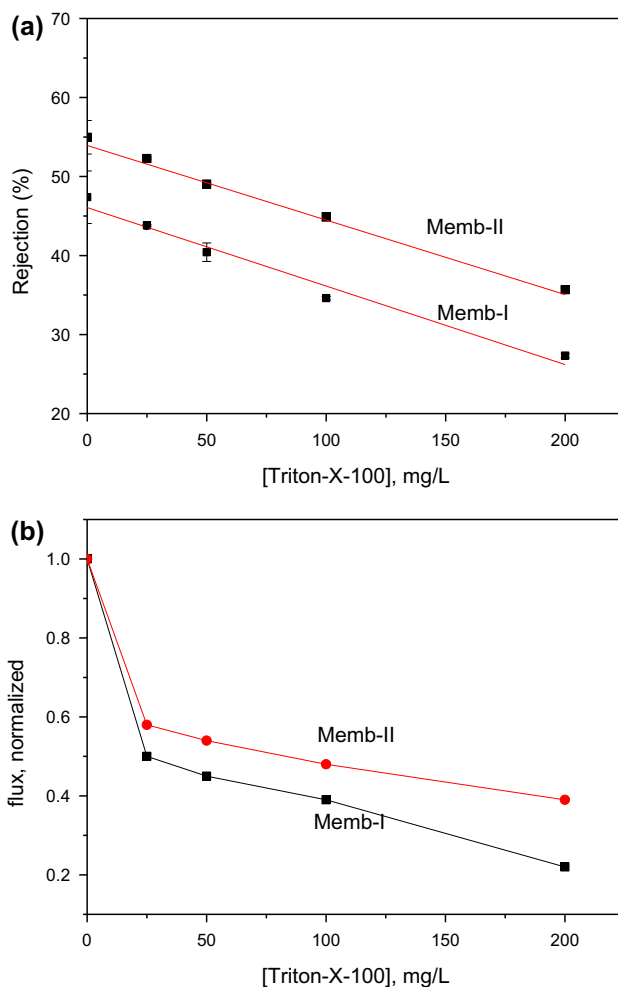 (a)
70
60
50
40
30
20
Rejection (%)
Memb-II
Memb-I
0 50 100 150 200
[Triton-X-100], mg/L
(b)
1.0
0.8
0.6
0.4
0.2
flux, normalized
Memb-II
Memb-I
0 50 100 150 200
[Triton-X-100], mg/L